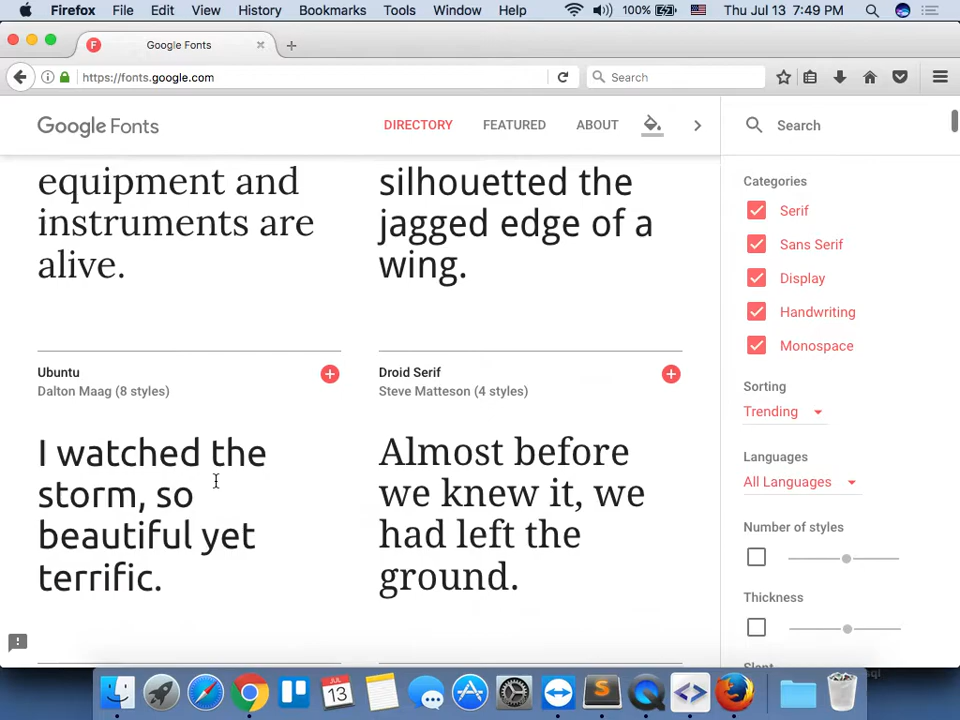 Firefox File Edit View History Bookmarks Tools Window Help 100% Thu Jul 13 7:49 PM
F Google Fonts
https://fonts.google.com Search
Google Fonts DIRECTORY FEATURED ABOUT Search
equipment and
instruments are
alive.
silhouetted the
jagged edge of a
wing.
Ubuntu
Dalton Maag (8 styles)
Droid Serif
Steve Matteson (4 styles)
I watched the
storm, so
beautiful yet
terrific.
Almost before
we knew it, we
had left the
ground.
Categories
Serif
Sans Serif
Display
Handwriting
Monospace
Sorting
Trending
Languages
All Languages
Number of styles
Thickness
Slant
JUL
13